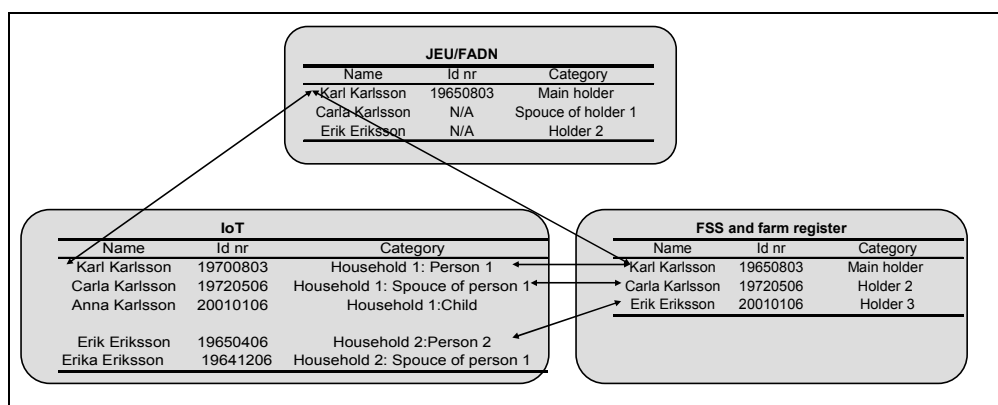 JEU/FADN
Name Id nr Category
Karl Karlsson 19650803 Main holder
Carla Karlsson N/A Spouce of holder 1
Erik Eriksson N/A Holder 2
IoT
Name Id nr Category
Karl Karlsson 19700803 Household 1: Person 1
Carla Karlsson 19720506 Household 1: Spouce of person 1
Anna Karlsson 20010106 Household 1:Child
Erik Eriksson 19650406 Household 2:Person 2
Erika Eriksson 19641206 Household 2: Spouce of person 1
FSS and farm register
Name Id nr Category
Karl Karlsson 19650803 Main holder
Carla Karlsson 19720506 Holder 2
Erik Eriksson 20010106 Holder 3